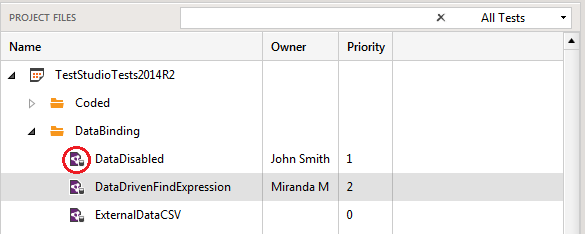 PROJECT FILES All Tests
Name Owner Priority
TestStudioTests2014R2
Coded
DataBinding
DataDisabled John Smith 1
DataDrivenFindExpression Miranda M 2
ExternalDataCSV 0